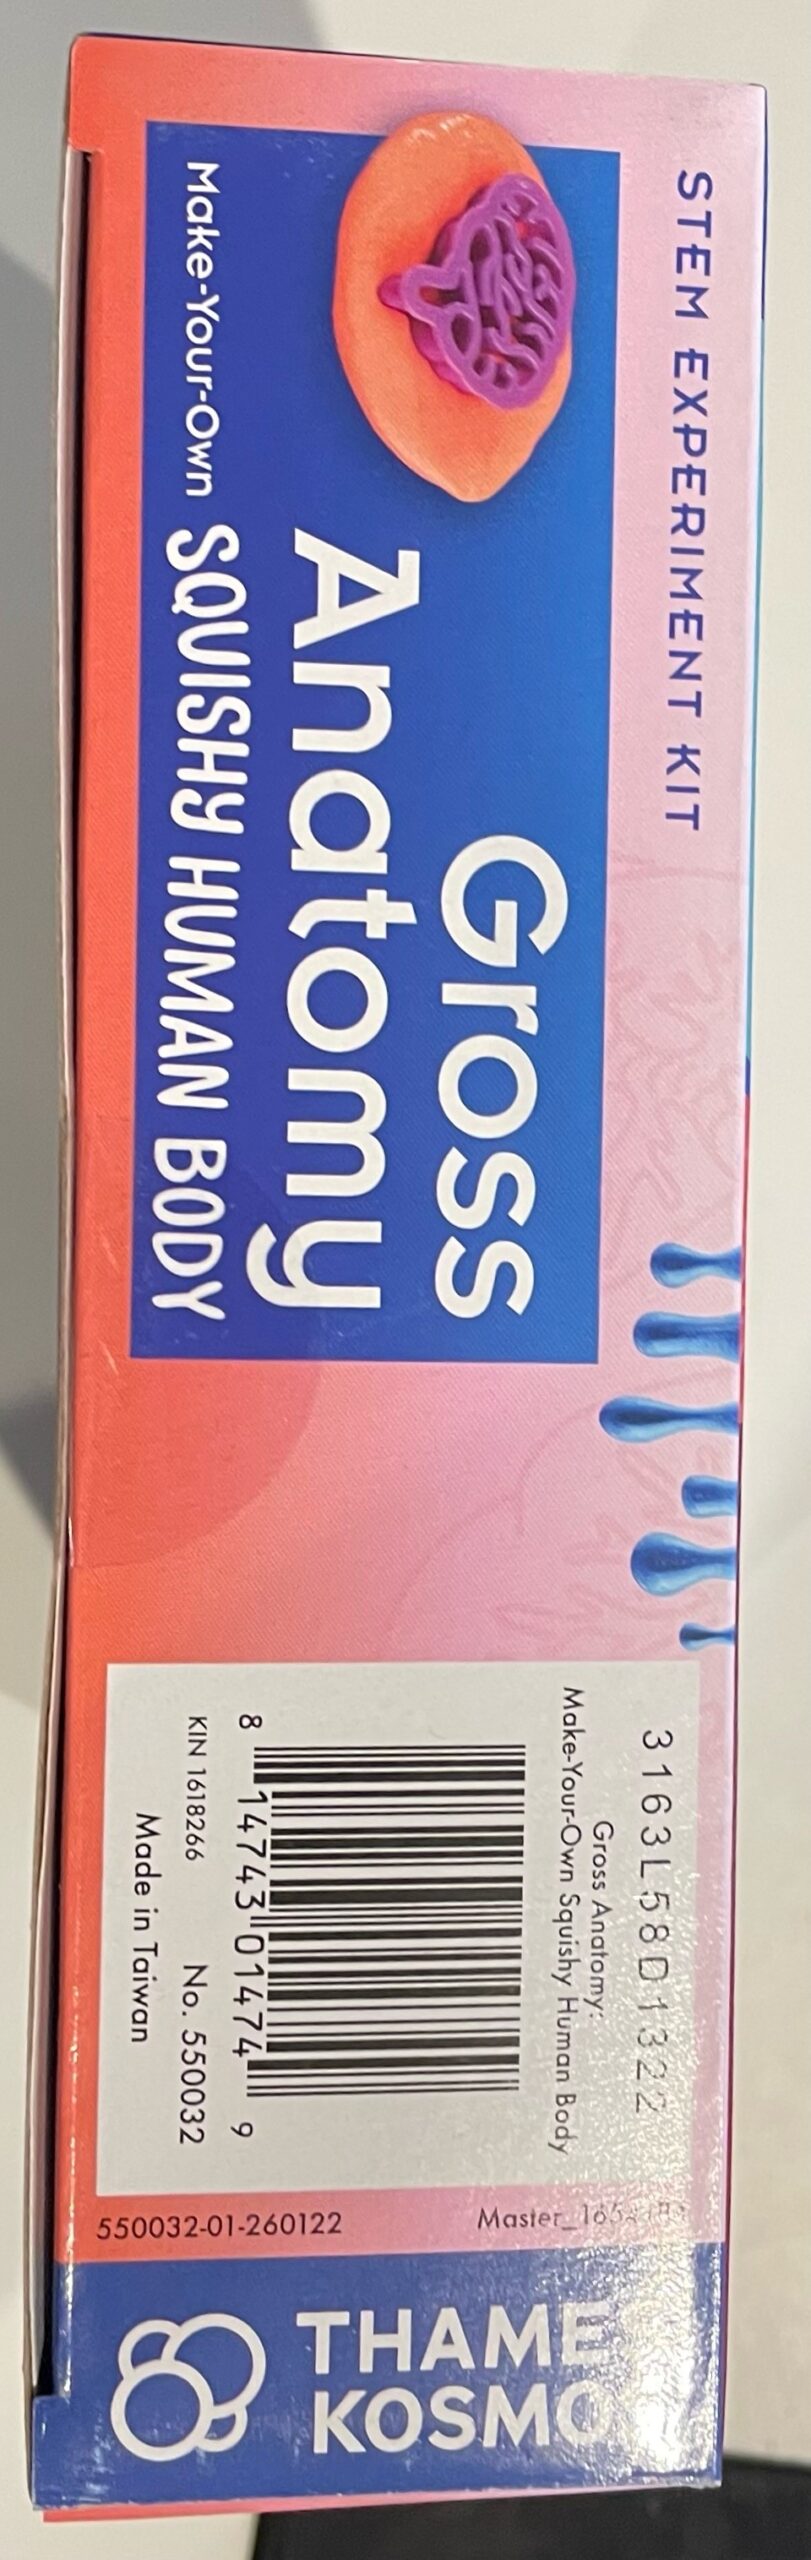 STEM EXPERIMENT KIT
Gross
Anatomy
Make-Your-Own SQUISHY HUMAN BODY
3163L58D1322
Gross Anatomy:
Make-Your-Own Squishy Human Body
8 14743 01474 9
KIN 1618266 No. 550032
Made in Taiwan
550032-01-260122
THAME
KOSMO